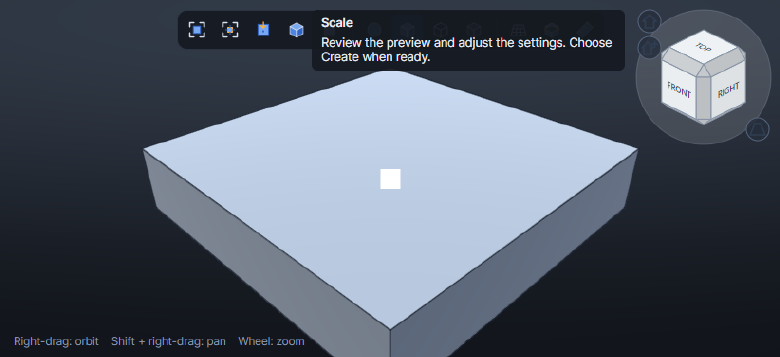 Scale
Review the preview and adjust the settings. Choose
Create when ready.
TOP
FRONT
RIGHT
Right-drag: orbit Shift + right-drag: pan Wheel: zoom